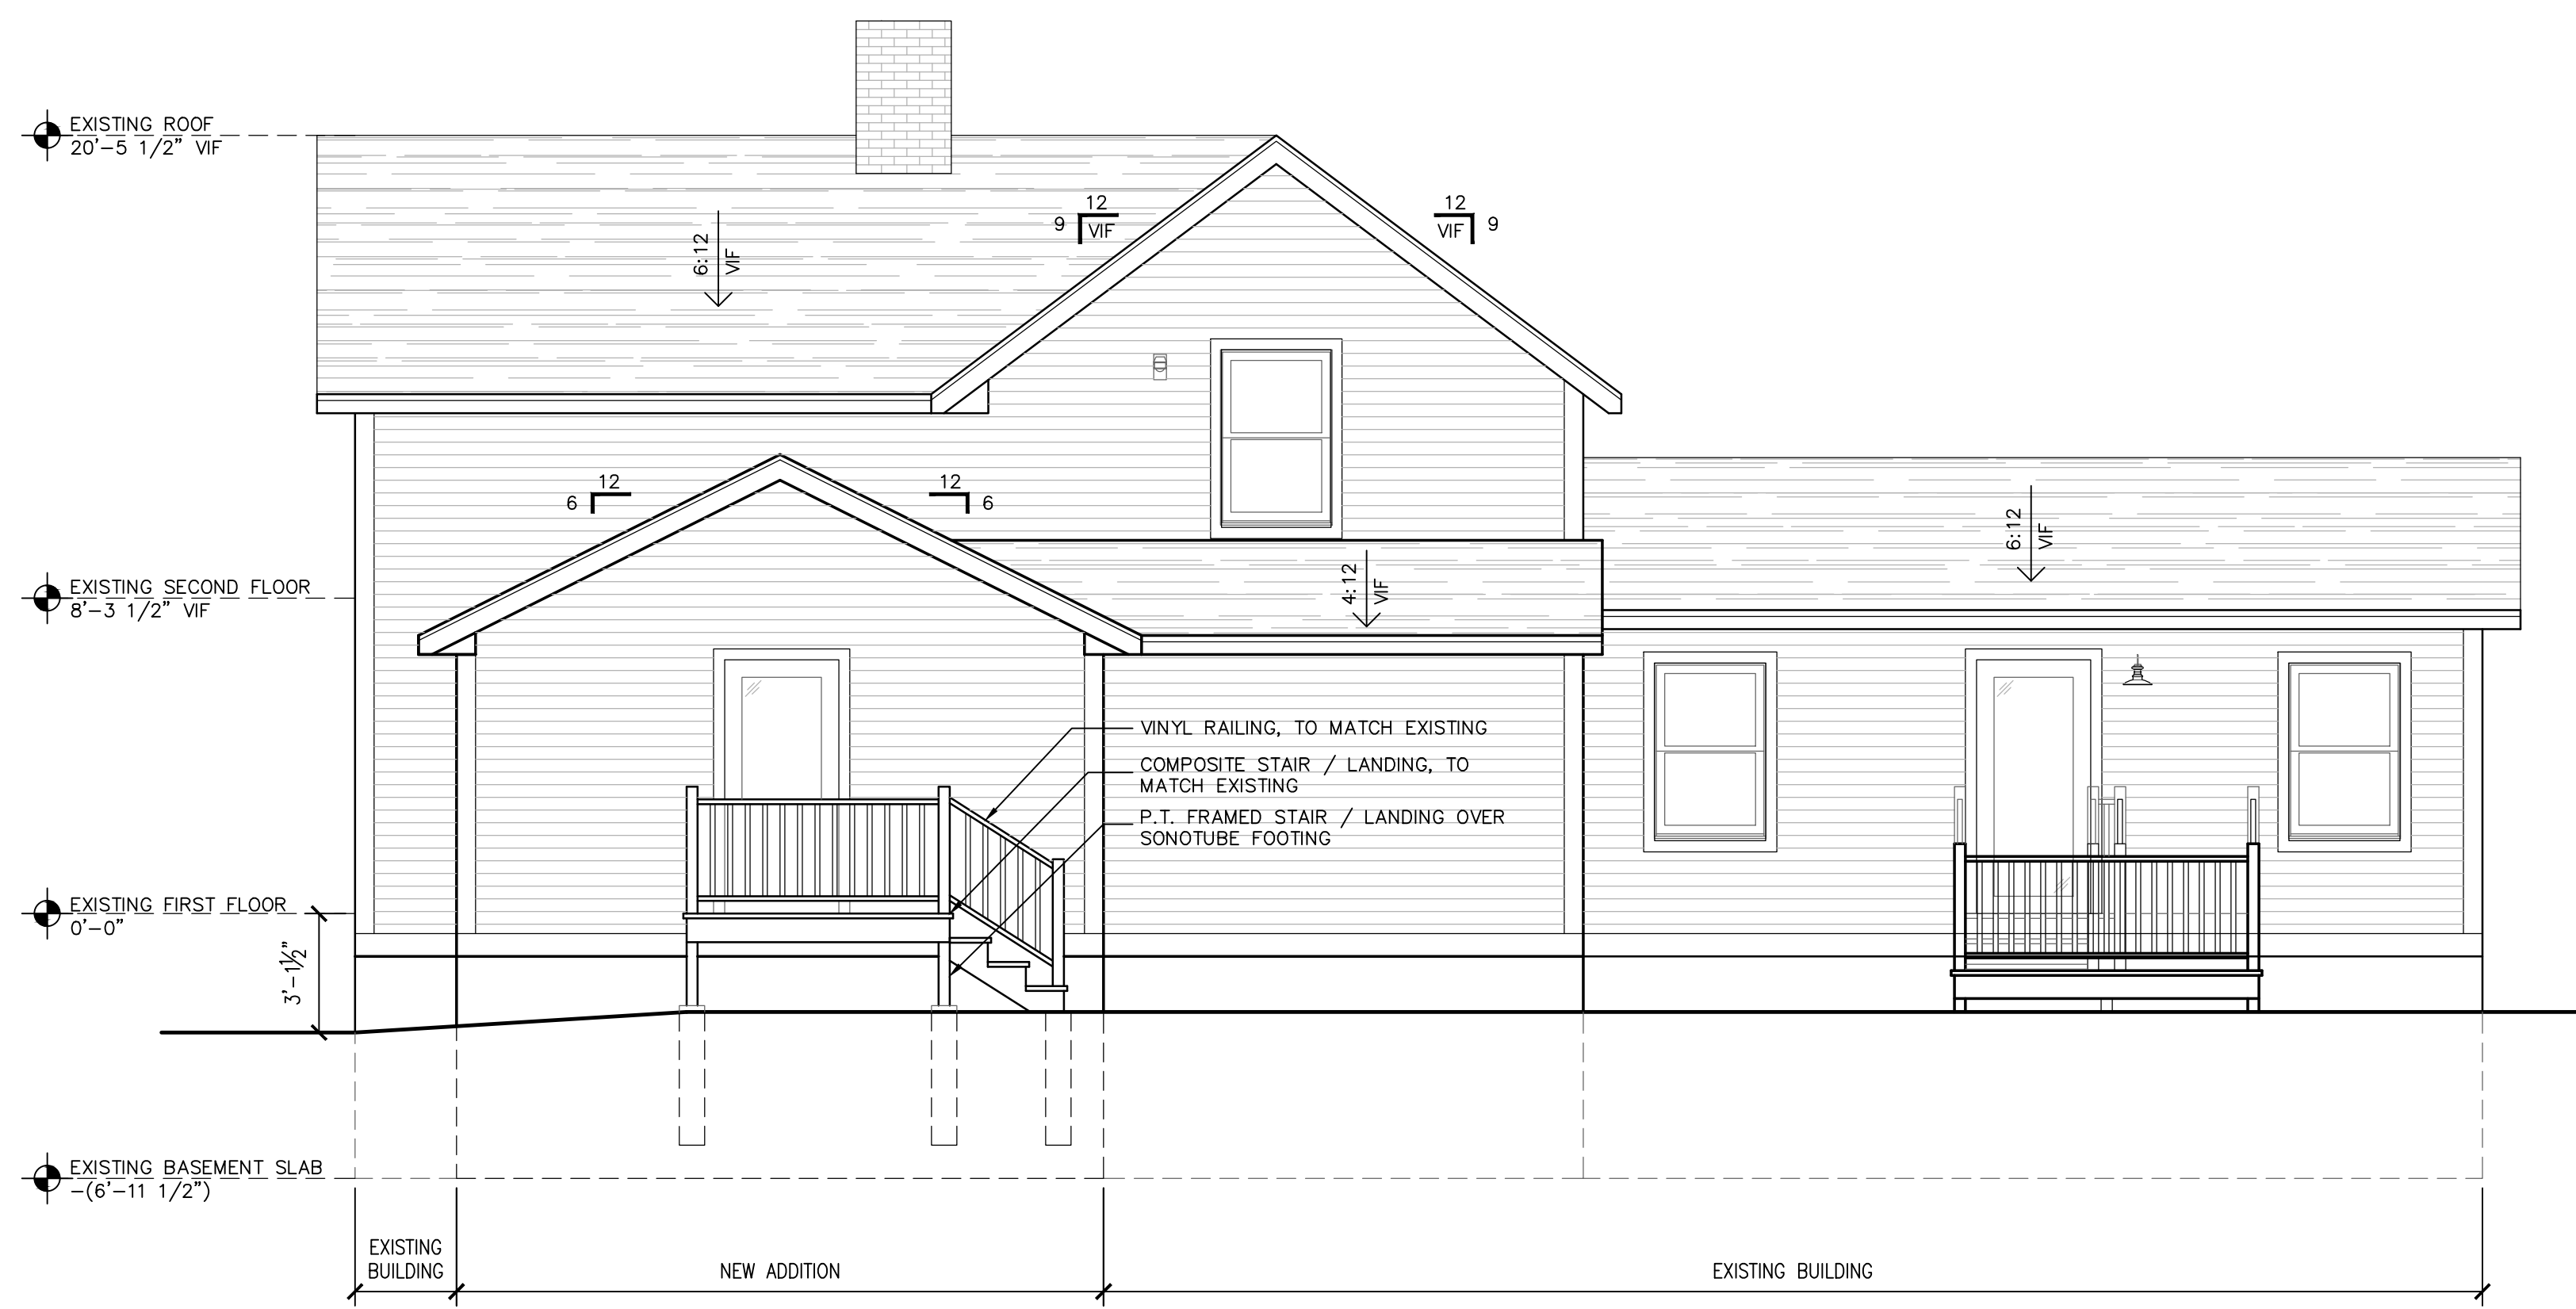 EXISTING ROOF
20'-5 1/2" VIF
12
9
VIF
12
VIF
9
6:12
VIF
12
6
12
6
6:12
VIF
4:12
VIF
EXISTING SECOND FLOOR
8'-3 1/2" VIF
VINYL RAILING, TO MATCH EXISTING
COMPOSITE STAIR / LANDING, TO
MATCH EXISTING
P.T. FRAMED STAIR / LANDING OVER
SONOTUBE FOOTING
EXISTING FIRST FLOOR
0'-0"
3'-1½"
EXISTING BASEMENT SLAB
-(6'-11 1/2")
EXISTING
BUILDING
NEW ADDITION
EXISTING BUILDING